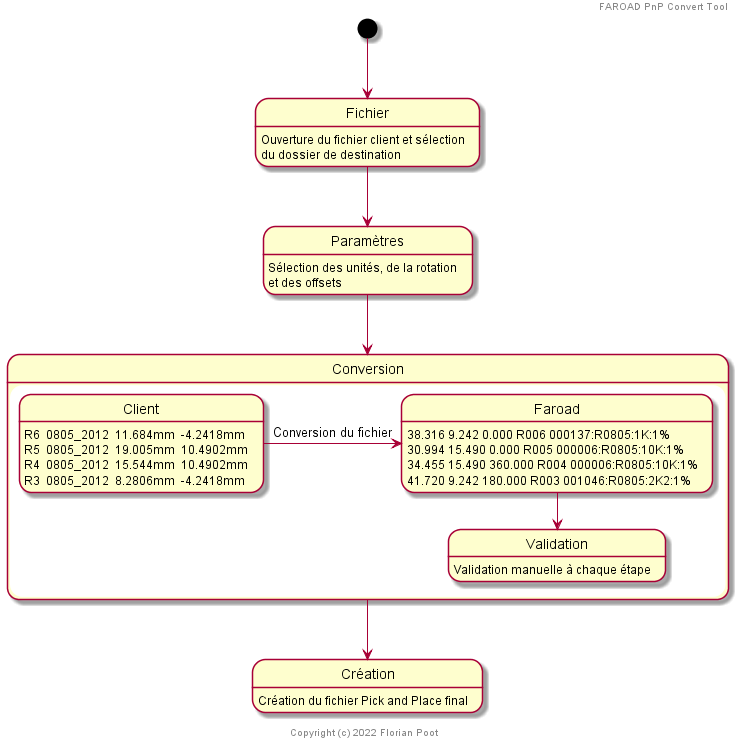 FAROAD PnP Convert Tool
Fichier
Ouverture du fichier client et sélection
du dossier de destination
Paramètres
Sélection des unités, de la rotation
et des offsets
Conversion
Client
R6 0805_2012 11.684mm -4.2418mm
R5 0805_2012 19.005mm 10.4902mm
R4 0805_2012 15.544mm 10.4902mm
R3 0805_2012 8.2806mm -4.2418mm
Conversion du fichier
Faroad
38.316 9.242 0.000 R006 000137:R0805:1K:1%
30.994 15.490 0.000 R005 000006:R0805:10K:1%
34.455 15.490 360.000 R004 000006:R0805:10K:1%
41.720 9.242 180.000 R003 001046:R0805:2K2:1%
Validation
Validation manuelle à chaque étape
Création
Création du fichier Pick and Place final
Copyright (c) 2022 Florian Poot